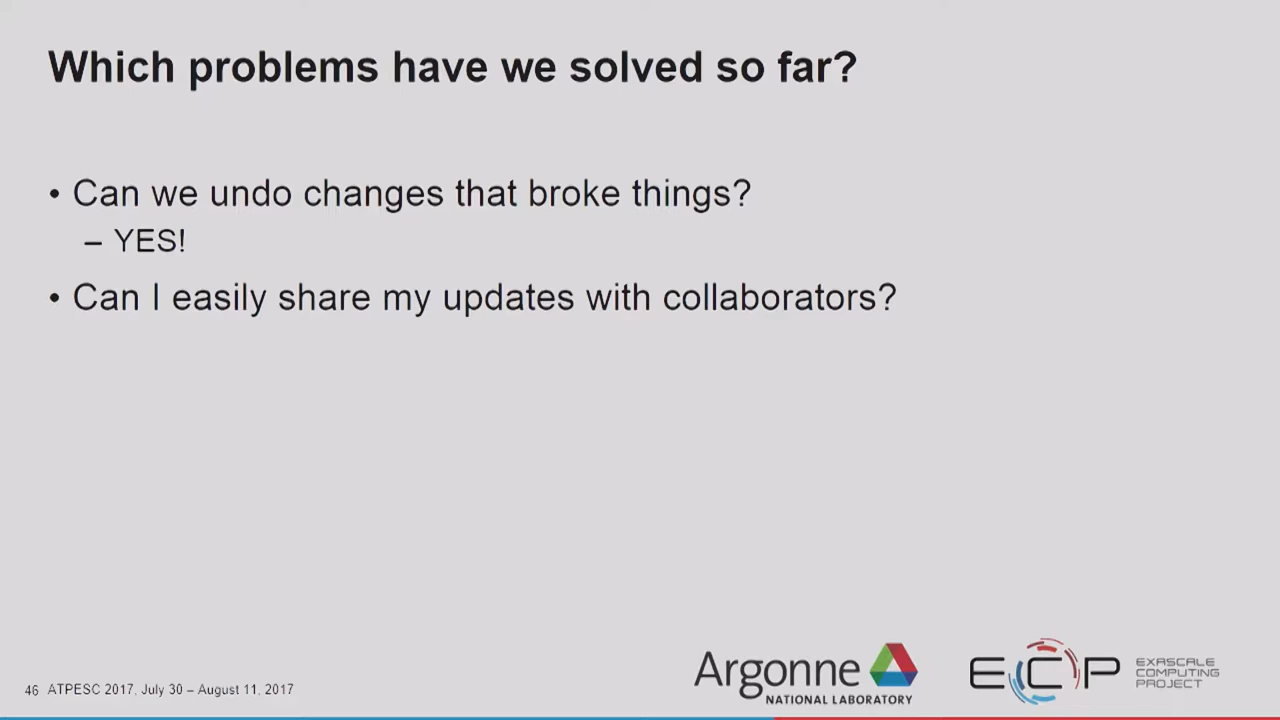 Which problems have we solved so far?
• Can we undo changes that broke things?
– YES!
• Can I easily share my updates with collaborators?
46 ATPESC 2017, July 30 – August 11, 2017
Argonne
NATIONAL LABORATORY
ECP
EXASCALE
COMPUTING
PROJECT